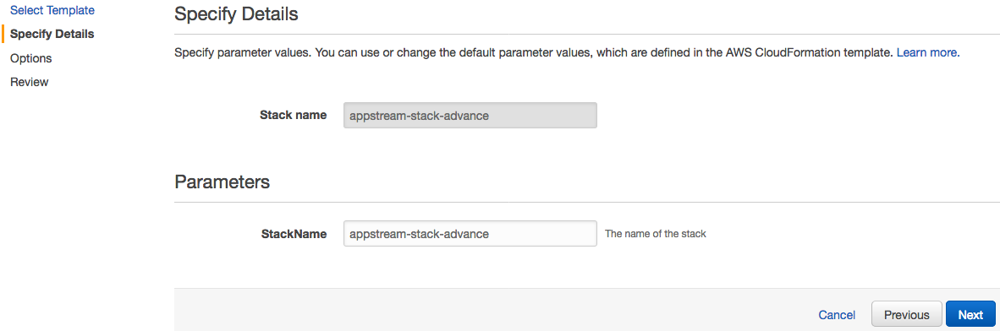 Select Template
Specify Details
Options
Review
Specify Details
Specify parameter values. You can use or change the default parameter values, which are defined in the AWS CloudFormation template. Learn more.
Stack name appstream-stack-advance
Parameters
StackName appstream-stack-advance The name of the stack
Cancel Previous Next